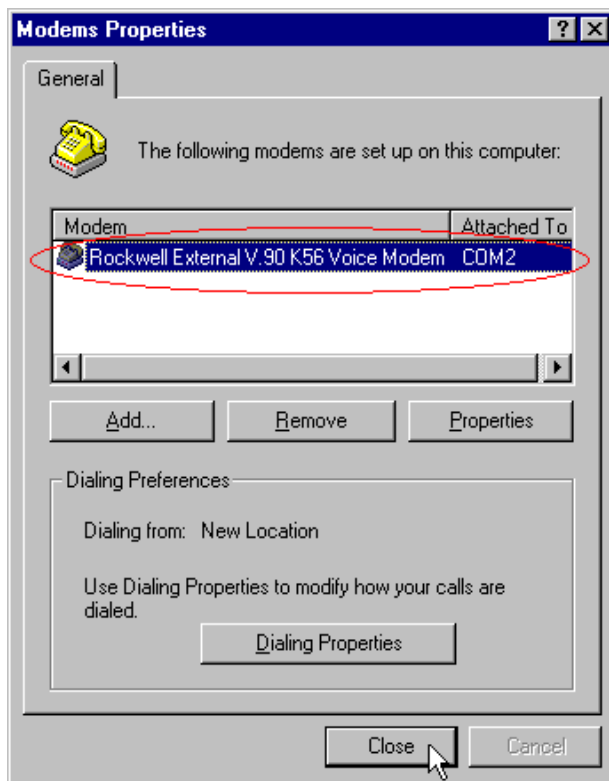 Modems Properties
General
The following modems are set up on this computer:
Modem Attached To
Rockwell External V.90 K56 Voice Modem COM2
Add... Remove Properties
Dialing Preferences
Dialing from: New Location
Use Dialing Properties to modify how your calls are
dialed.
Dialing Properties
Close Cancel